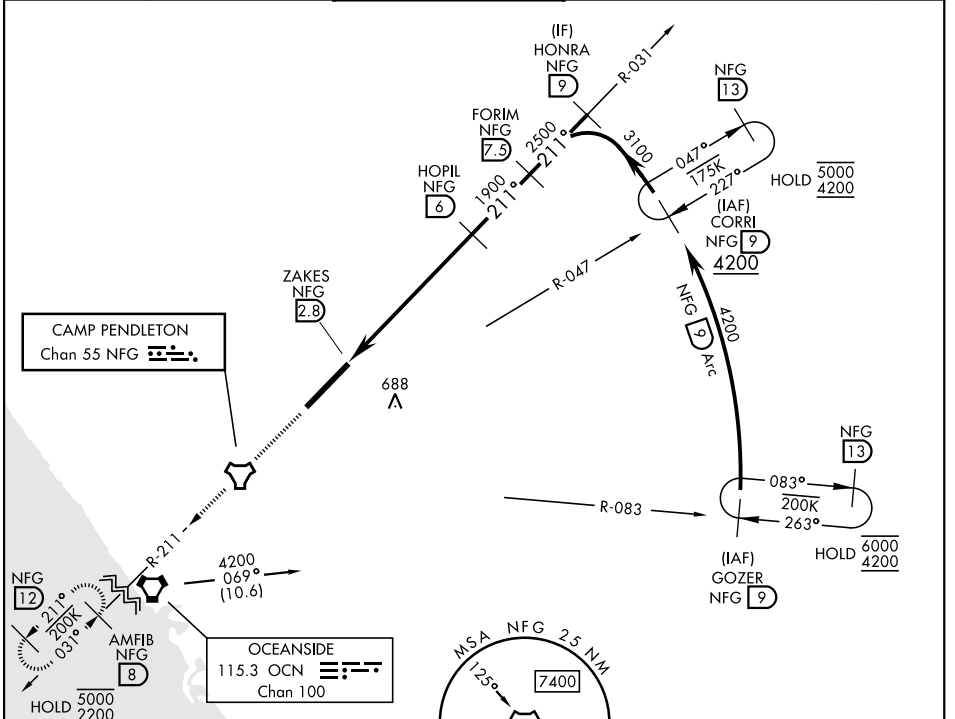 (IF)
HONRA
NFG
9
R-031
NFG
13
FORIM
NFG
7.5
2500
211°
3100
047°
175K
227°
HOLD 5000
4200
HOPIL
NFG
6
1900
211°
(IAF)
CORRI
NFG 9
4200
R-047
ZAKES
NFG
2.8
NFG 9 Arc
4200
CAMP PENDLETON
Chan 55 NFG
688
NFG
13
083°
200K
263°
R-083
HOLD 6000
4200
(IAF)
GOZER
NFG 9
R-211
4200
069°
(10.6)
NFG
12
211°
200K
031°
AMFIB
NFG
8
HOLD 5000
2200
OCEANSIDE
115.3 OCN
Chan 100
MSA NFG 25 NM
125°
7400